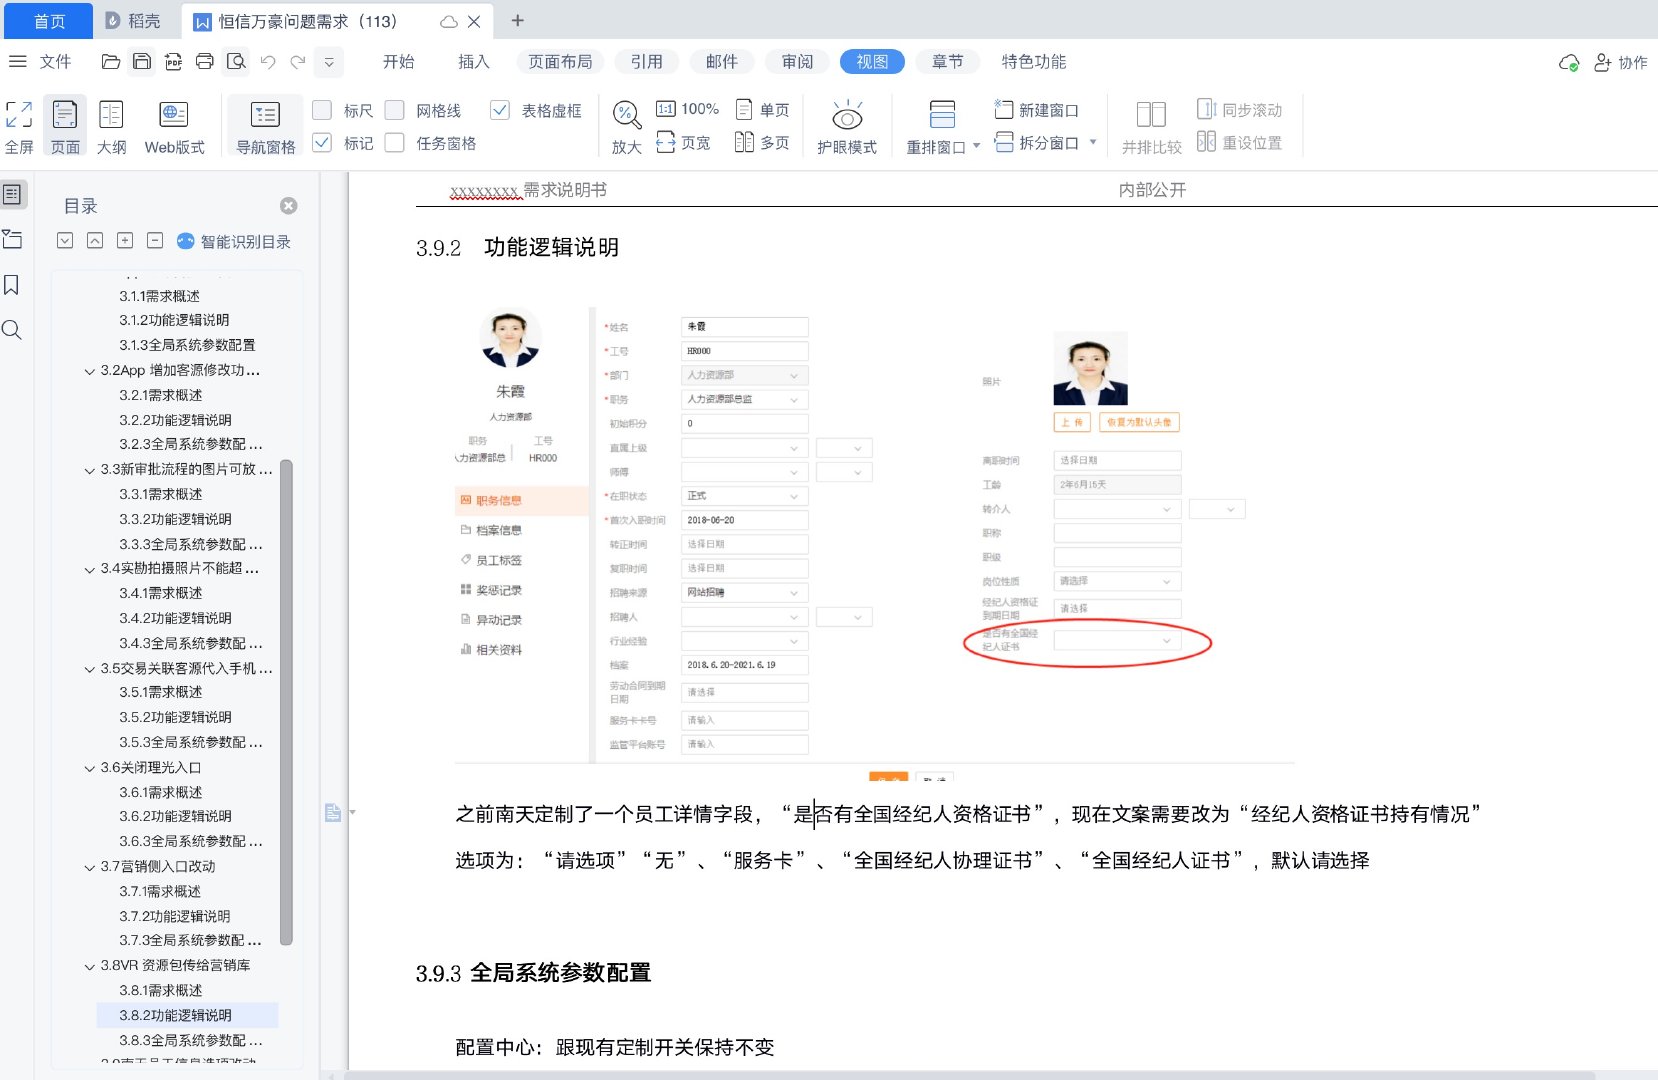 首页
稻壳
恒信万豪问题需求（113）
文件
开始
插入
页面布局
引用
邮件
审阅
视图
章节
特色功能
协作
全屏
页面
大纲
Web版式
导航窗格
标尺
网格线
表格虚框
标记
任务窗格
放大
100%
页宽
单页
多页
护眼模式
重排窗口
新建窗口
拆分窗口
并排比较
同步滚动
重设位置
目录
智能识别目录
3.1.1需求概述
3.1.2功能逻辑说明
3.1.3全局系统参数配置
3.2App 增加客源修改功...
3.2.1需求概述
3.2.2功能逻辑说明
3.2.3全局系统参数配 ...
3.3新审批流程的图片可放 ...
3.3.1需求概述
3.3.2功能逻辑说明
3.3.3全局系统参数配 ...
3.4实勘拍摄照片不能超 ...
3.4.1需求概述
3.4.2功能逻辑说明
3.4.3全局系统参数配 ...
3.5交易关联客源代入手机 ...
3.5.1需求概述
3.5.2功能逻辑说明
3.5.3全局系统参数配 ...
3.6关闭理光入口
3.6.1需求概述
3.6.2功能逻辑说明
3.6.3全局系统参数配 ...
3.7营销侧入口改动
3.7.1需求概述
3.7.2功能逻辑说明
3.7.3全局系统参数配 ...
3.8VR 资源包传给营销库
3.8.1需求概述
3.8.2功能逻辑说明
3.8.3全局系统参数配 ...
3.9南天员工信息选项改动
xxxxxxxx 需求说明书
内部公开
3.9.2 功能逻辑说明
朱霞
人力资源部
职务
工号
人力资源部总
HR000
职务信息
档案信息
员工标签
奖惩记录
异动记录
相关资料
*姓名 朱霞
*工号 HR000
*部门 人力资源部
*职务 人力资源部总监
初始积分 0
直属上级
师傅
*在职状态 正式
*首次入职时间 2018-06-20
转正时间 选择日期
复职时间 选择日期
招聘来源 网站招聘
招聘人
行业经验
档案 2018.6.20-2021.6.19
劳动合同到期
日期 请选择
服务卡卡号 请输入
监管平台账号 请输入
照片
上 传
恢复为默认头像
离职时间 选择日期
工龄 2年6月15天
转介人
职称
职级
岗位性质 请选择
经纪人资格证
到期日期 请选择
是否有全国经
纪人证书
之前南天定制了一个员工详情字段，“是否有全国经纪人资格证书”，现在文案需要改为“经纪人资格证书持有情况”
选项为：“请选项”“无”、“服务卡”、“全国经纪人协理证书”、“全国经纪人证书”，默认请选择
3.9.3 全局系统参数配置
配置中心：跟现有定制开关保持不变